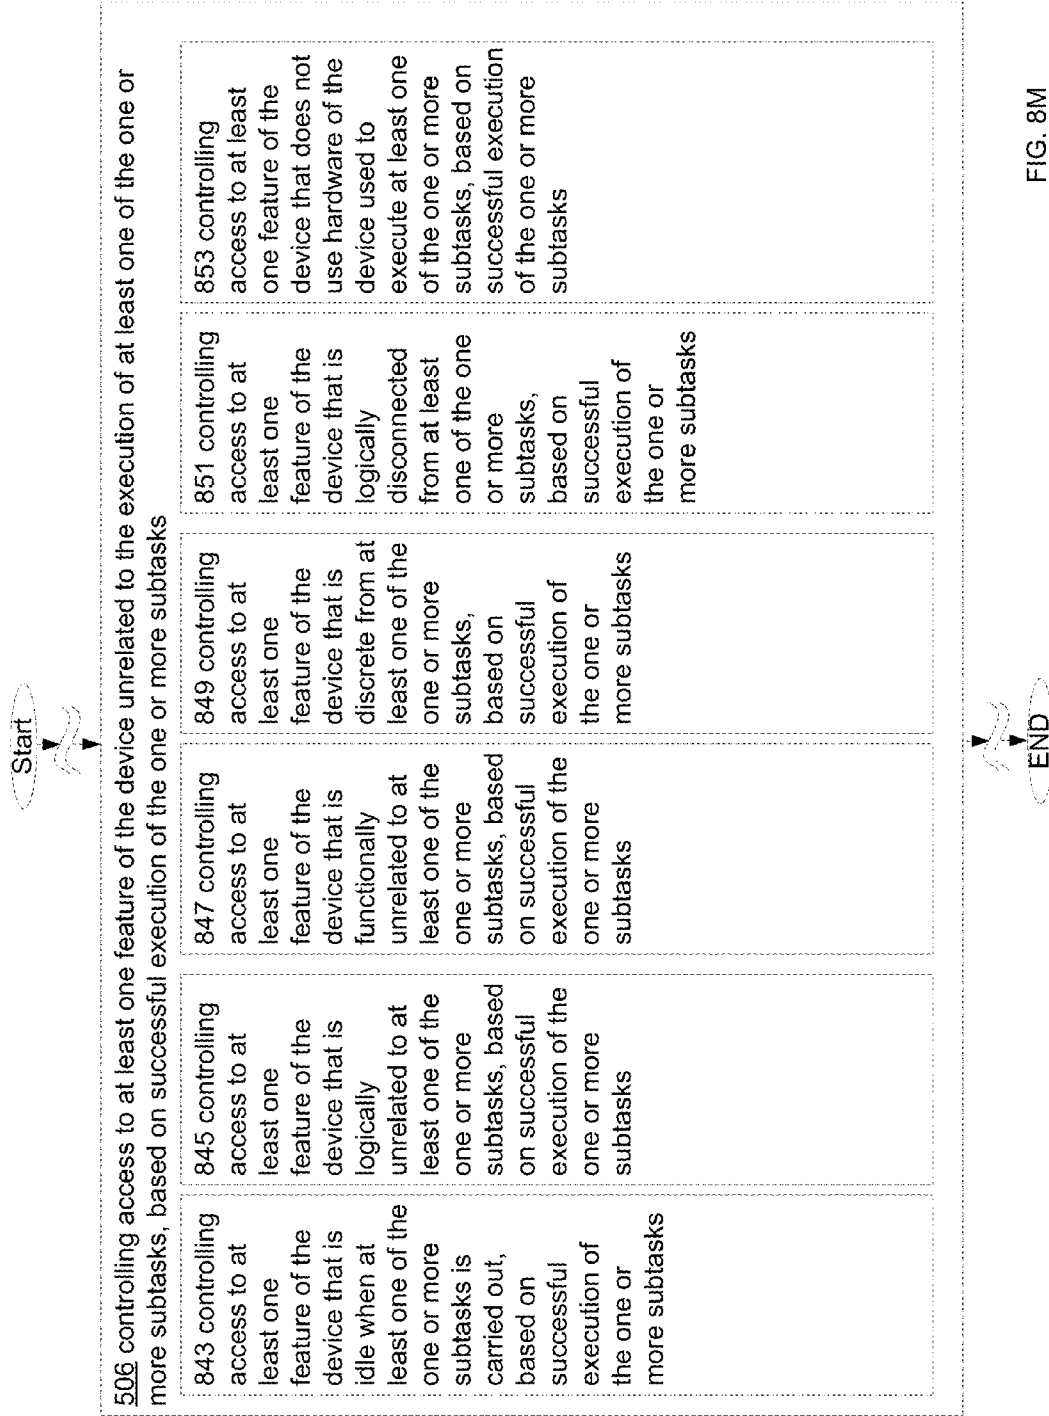 Start
506 controlling access to at least one feature of the device unrelated to the execution of at least one of the one or
more subtasks, based on successful execution of the one or more subtasks
843 controlling
access to at
least one
feature of the
device that is
idle when at
least one of the
one or more
subtasks is
carried out,
based on
successful
execution of
the one or
more subtasks
845 controlling
access to at
least one
feature of the
device that is
logically
unrelated to at
least one of the
one or more
subtasks, based
on successful
execution of the
one or more
subtasks
847 controlling
access to at
least one
feature of the
device that is
functionally
unrelated to at
least one of the
one or more
subtasks, based
on successful
execution of the
one or more
subtasks
849 controlling
access to at
least one
feature of the
device that is
discrete from at
least one of the
one or more
subtasks,
based on
successful
execution of
the one or
more subtasks
851 controlling
access to at
least one
feature of the
device that is
logically
disconnected
from at least
one of the one
or more
subtasks,
based on
successful
execution of
the one or
more subtasks
853 controlling
access to at least
one feature of the
device that does not
use hardware of the
device used to
execute at least one
of the one or more
subtasks, based on
successful execution
of the one or more
subtasks
END
FIG. 8M